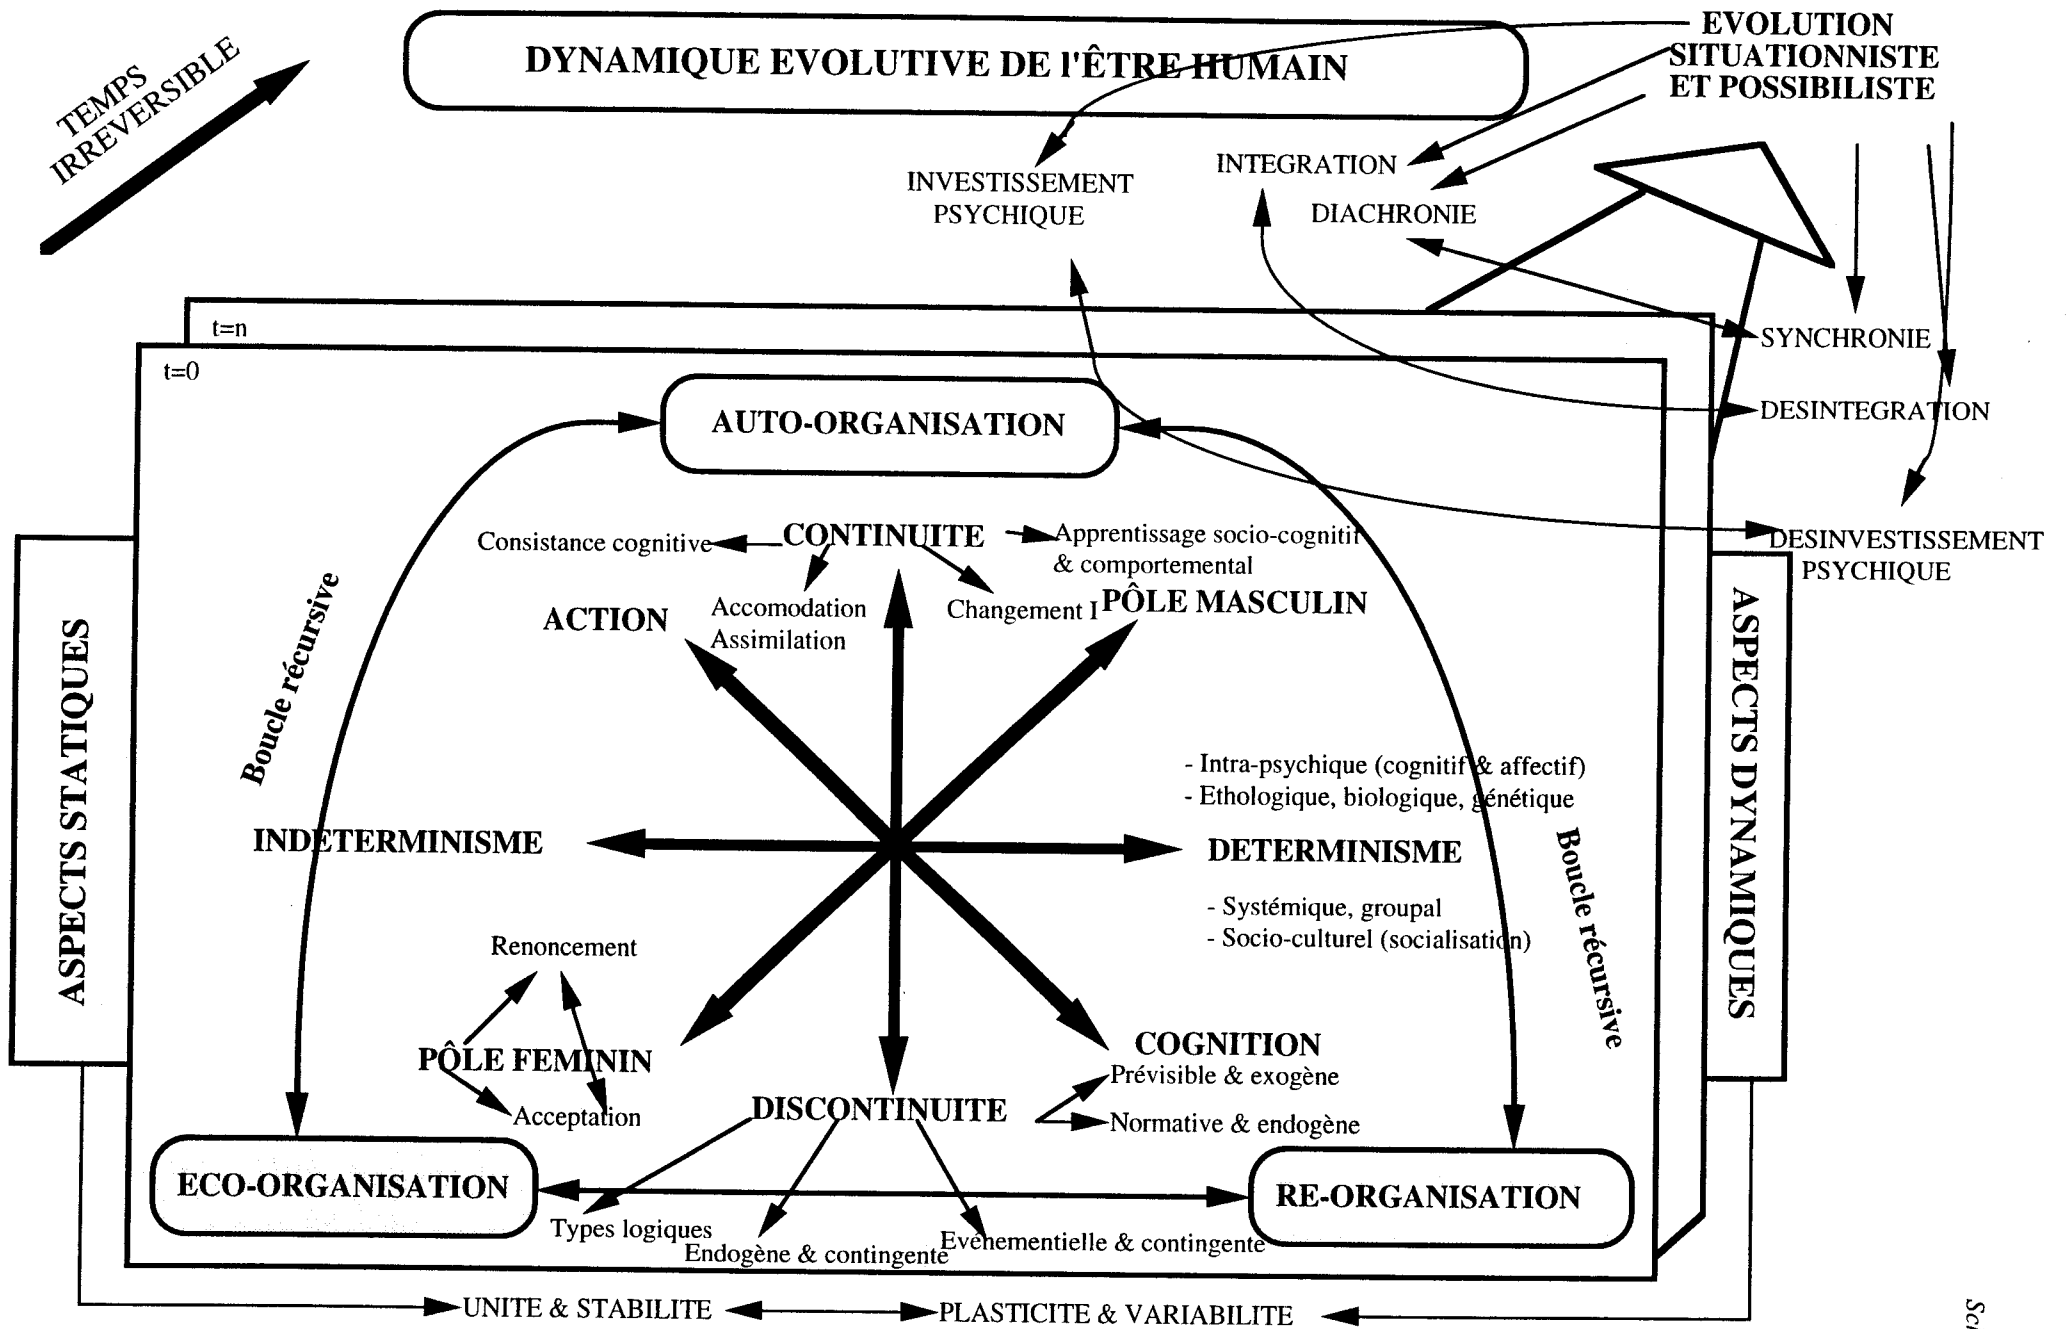 TEMPS
IRREVERSIBLE
DYNAMIQUE EVOLUTIVE DE l'ÊTRE HUMAIN
EVOLUTION
SITUATIONNISTE
ET POSSIBILISTE
INVESTISSEMENT
PSYCHIQUE
INTEGRATION
DIACHRONIE
SYNCHRONIE
DESINTEGRATION
DESINVESTISSEMENT
PSYCHIQUE
t=n
t=0
AUTO-ORGANISATION
Consistance cognitive
CONTINUITE
Apprentissage socio-cognitif
& comportemental
ACTION
Accomodation
Assimilation
Changement I
PÔLE MASCULIN
Boucle récursive
ASPECTS STATIQUES
ASPECTS DYNAMIQUES
- Intra-psychique (cognitif & affectif)
- Ethologique, biologique, génétique
INDETERMINISME
DETERMINISME
- Systémique, groupal
- Socio-culturel (socialisation)
Boucle récursive
Renoncement
PÔLE FEMININ
Acceptation
COGNITION
Prévisible & exogène
DISCONTINUITE
Normative & endogène
ECO-ORGANISATION
RE-ORGANISATION
Types logiques
Endogène & contingente
Evénementielle & contingente
UNITE & STABILITE
PLASTICITE & VARIABILITE